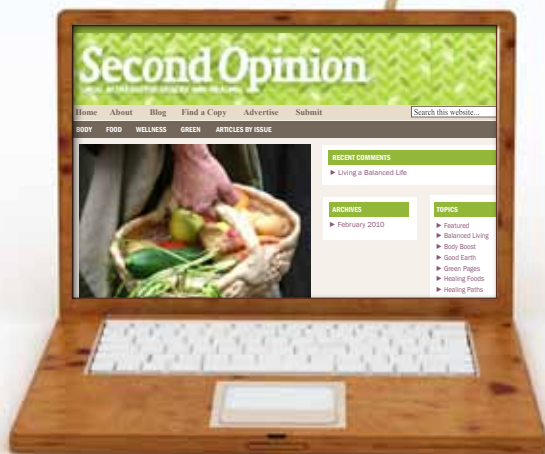 Second Opinion
Home About Blog Find a Copy Advertise Submit
Search this website...
BODY FOOD WELLNESS GREEN ARTICLES BY ISSUE
RECENT COMMENTS
▶ Living a Balanced Life
ARCHIVES
▶ February 2010
TOPICS
▶ Featured
▶ Balanced Living
▶ Body Boost
▶ Good Earth
▶ Green Pages
▶ Healing Foods
▶ Healing Paths